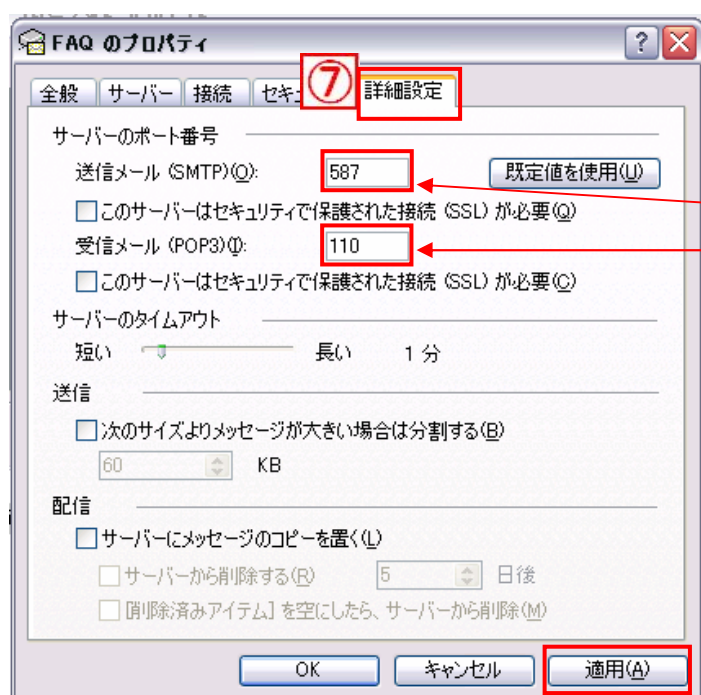 FAQ のプロパティ
全般 サーバー 接続 セキュ ⑦ 詳細設定
サーバーのポート番号
送信メール (SMTP)(O): 587 既定値を使用(U)
このサーバーはセキュリティで保護された接続 (SSL) が必要(Q)
受信メール (POP3)(I): 110
このサーバーはセキュリティで保護された接続 (SSL) が必要(C)
サーバーのタイムアウト
短い 長い 1 分
送信
次のサイズよりメッセージが大きい場合は分割する(B)
60 KB
配信
サーバーにメッセージのコピーを置く(L)
サーバーから削除する(R) 5 日後
[削除済みアイテム] を空にしたら、サーバーから削除(M)
OK キャンセル 適用(A)